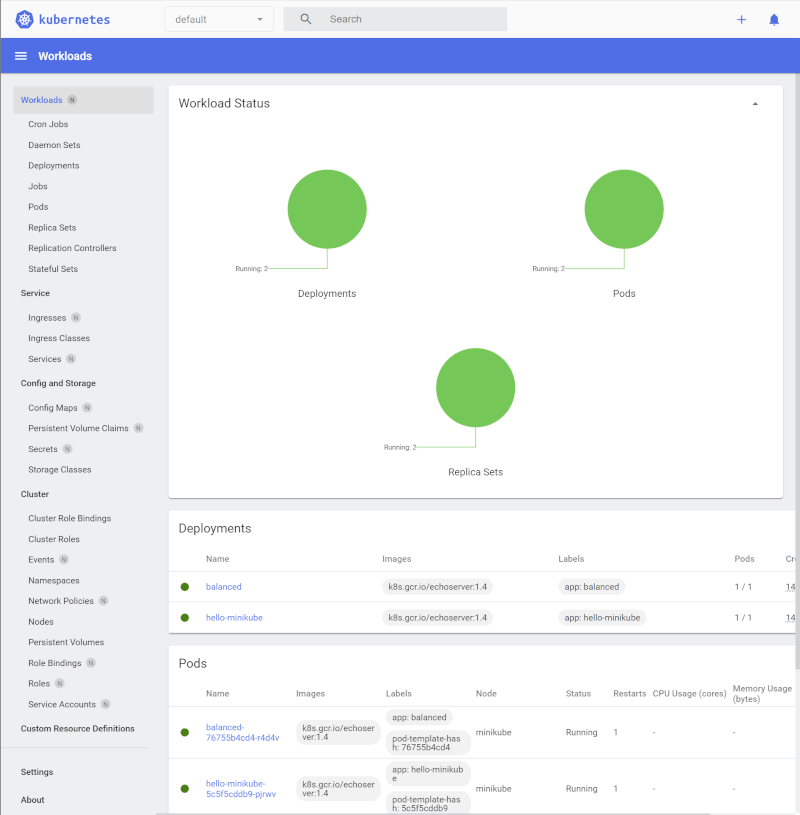 kubernetes
default
Search
Workloads
Workloads N
Cron Jobs
Daemon Sets
Deployments
Jobs
Pods
Replica Sets
Replication Controllers
Stateful Sets
Service
Ingresses N
Ingress Classes
Services N
Config and Storage
Config Maps N
Persistent Volume Claims N
Secrets N
Storage Classes
Cluster
Cluster Role Bindings
Cluster Roles
Events N
Namespaces
Network Policies N
Nodes
Persistent Volumes
Role Bindings N
Roles N
Service Accounts N
Custom Resource Definitions
Settings
About
Workload Status
Running: 2
Deployments
Running: 2
Pods
Running: 2
Replica Sets
Deployments
Name Images Labels Pods Cr
balanced k8s.gcr.io/echoserver:1.4 app: balanced 1 / 1 14
hello-minikube k8s.gcr.io/echoserver:1.4 app: hello-minikube 1 / 1 14
Pods
Name Images Labels Node Status Restarts CPU Usage (cores) Memory Usage
(bytes)
balanced-
76755b4cd4-r4d4v
k8s.gcr.io/echoser
ver:1.4
app: balanced
pod-template-has
h: 76755b4cd4
minikube Running 1 - -
hello-minikube-
5c5f5cddb9-pjrwv
k8s.gcr.io/echoser
ver:1.4
app: hello-minikub
e
pod-template-has
h: 5c5f5cddb9
minikube Running 1 - -